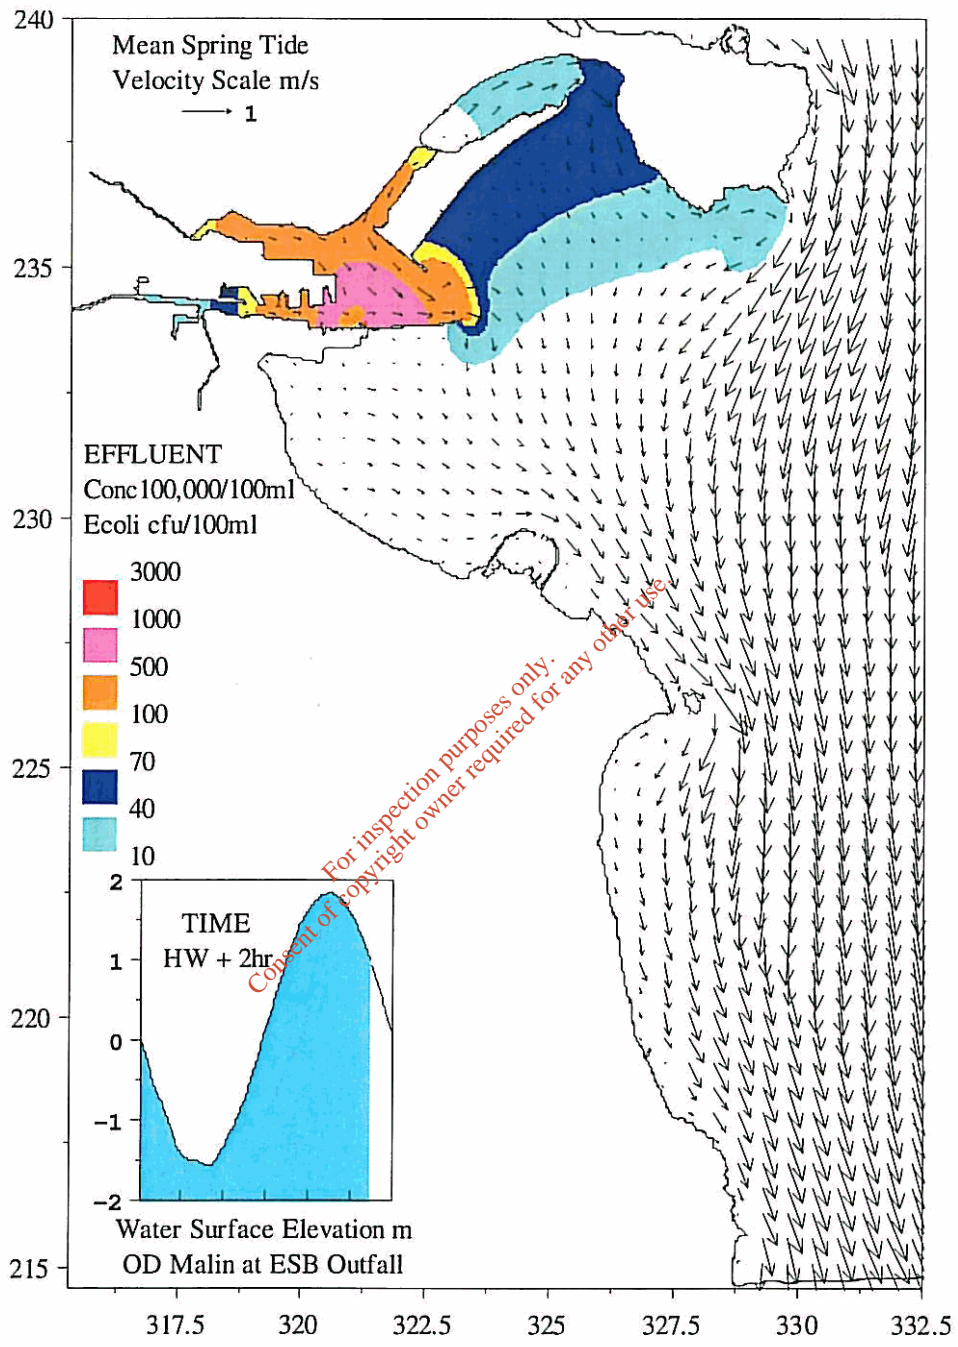 240
Mean Spring Tide
Velocity Scale m/s
1
235
EFFLUENT
Conc100,000/100ml
Ecoli cfu/100ml
230
3000
1000
500
100
70
40
10
225
220
215
2
1
0
−1
−2
TIME
HW + 2hr
Water Surface Elevation m
OD Malin at ESB Outfall
For inspection purposes only.
Consent of copyright owner required for any other use.
317.5
320
322.5
325
327.5
330
332.5